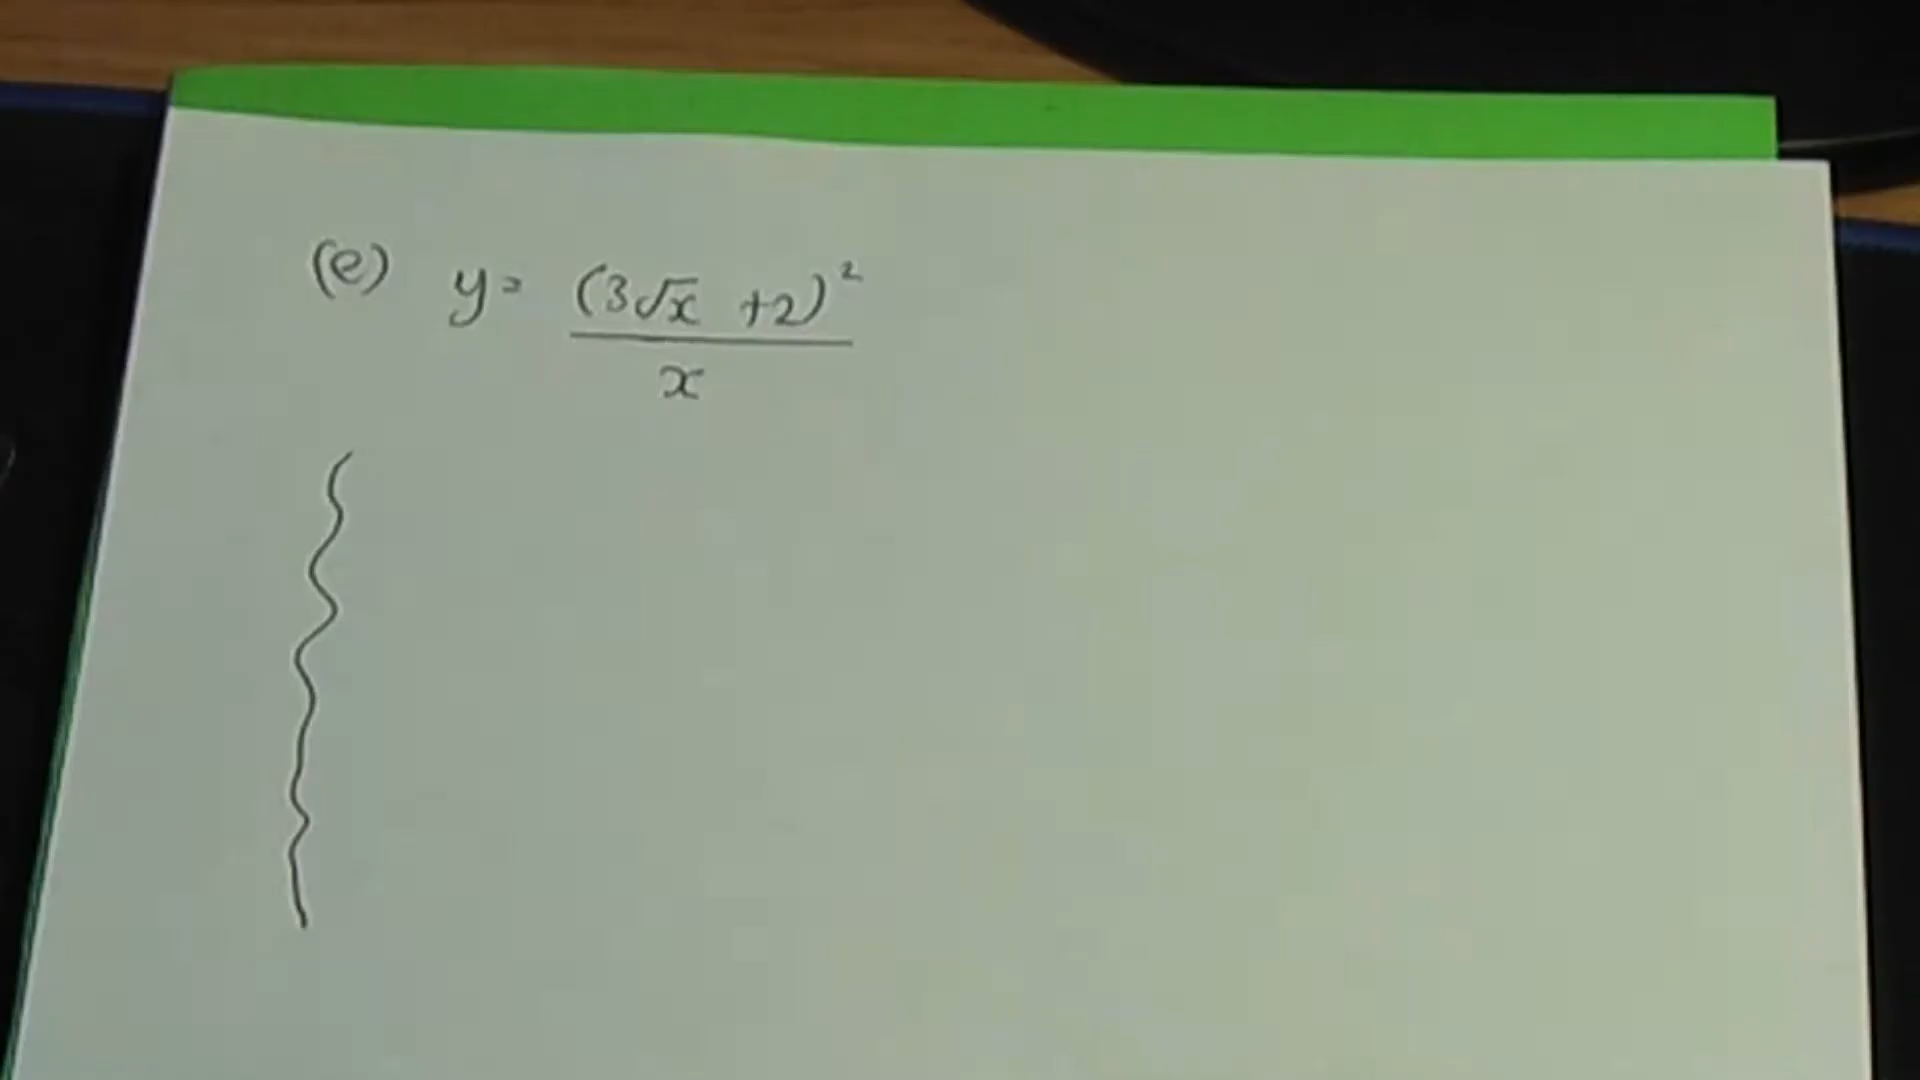 (e) y = (3√x +2)² / x